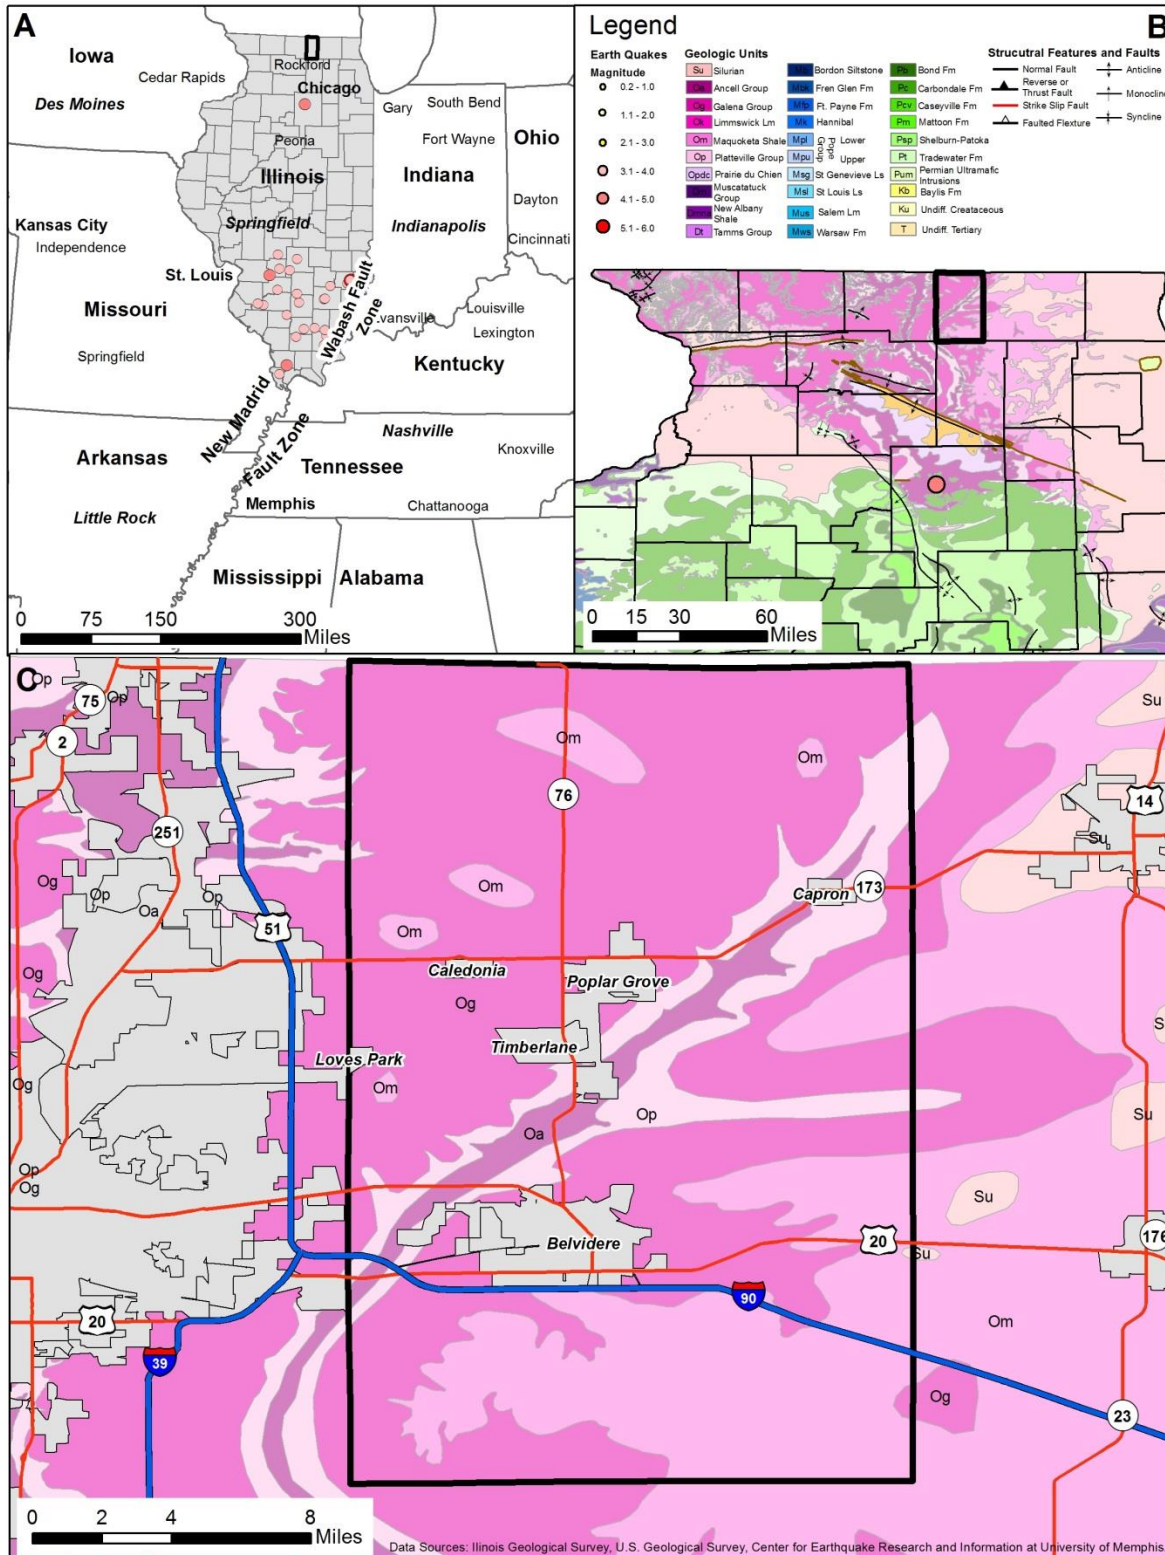 A
Iowa
Cedar Rapids
Des Moines
Rockford
Chicago
Gary
South Bend
Fort Wayne
Ohio
Peoria
Illinois
Indiana
Dayton
Springfield
Indianapolis
Cincinnati
Kansas City
Independence
St. Louis
Missouri
Wabash Fault
Zone
Evansville
Louisville
Lexington
Springfield
Kentucky
New Madrid
Fault Zone
Nashville
Knoxville
Arkansas
Tennessee
Memphis
Chattanooga
Little Rock
Mississippi
Alabama
0 75 150 300
Miles
B
Legend
Earth Quakes
Magnitude
0.2 - 1.0
1.1 - 2.0
2.1 - 3.0
3.1 - 4.0
4.1 - 5.0
5.1 - 6.0
Geologic Units
Su Silurian
Oa Ancell Group
Og Galena Group
Ok Limmswick Lm
Om Maquoketa Shale
Op Platteville Group
Opdc Prairie du Chien
Muscatatuck
Group
New Albany
Shale
Dt Tamms Group
Bordon Siltstone
Mbk Fren Glen Fm
Mfp Ft. Payne Fm
Mk Hannibal
Mpl Lower
Mpu Upper
Pope
Group
Msg St Genevieve Ls
Msl St Louis Ls
Mus Salem Lm
Mws Warsaw Fm
Pb Bond Fm
Pc Carbondale Fm
Pcv Caseyville Fm
Pm Mattoon Fm
Psp Shelburn-Patoka
Pt Tradewater Fm
Pum Permian Ultramafic
Intrusions
Kb Baylis Fm
Ku Undiff. Creataceous
T Undiff. Tertiary
Strucutral Features and Faults
Normal Fault
Reverse or
Thrust Fault
Strike Slip Fault
Faulted Flexture
Anticline
Monocline
Syncline
0 15 30 60
Miles
C
Op
75
Op
2
251
Og
Op
Oa
Op
51
Og
Og
Op
Og
20
39
Om
Om
76
Om
Om
Capron
173
Caledonia
Og
Poplar Grove
Timberlane
Loves Park
Om
Op
Oa
Belvidere
20
Su
90
Su
14
Su
Su
Su
176
Om
Og
23
0 2 4 8
Miles
Data Sources: Ilinois Geological Survey, U.S. Geological Survey, Center for Earthquake Research and Information at University of Memphis